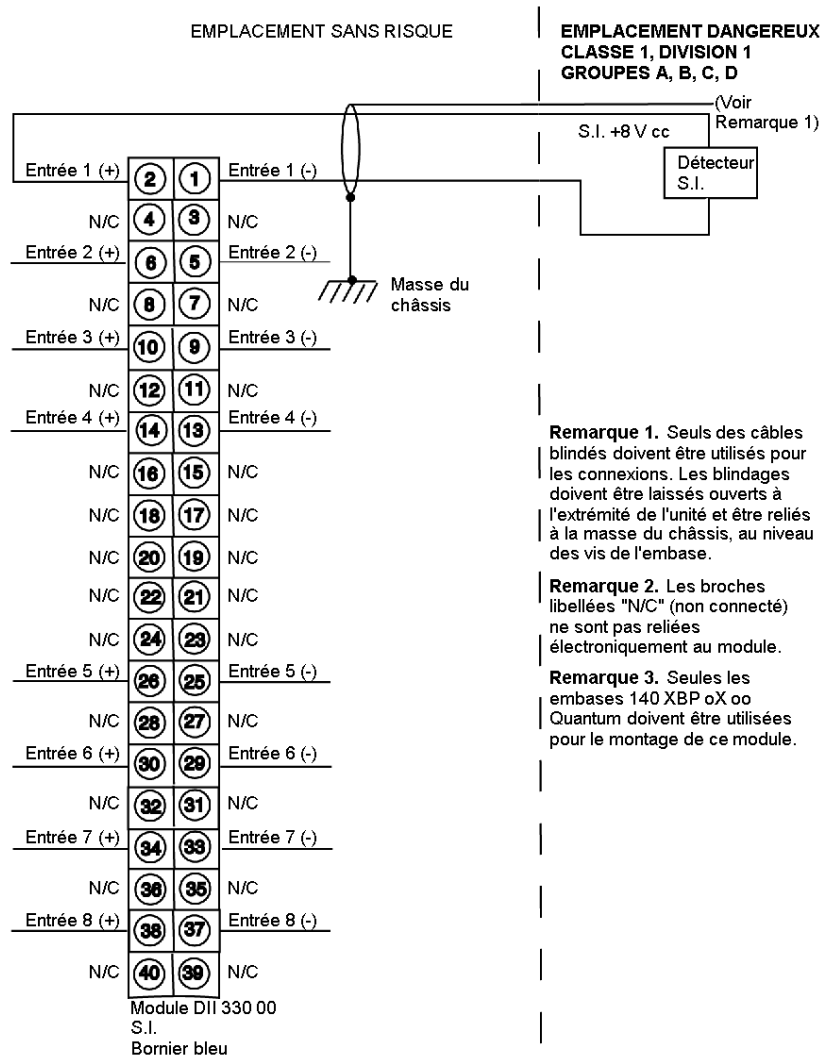 EMPLACEMENT SANS RISQUE
EMPLACEMENT DANGEREUX
CLASSE 1, DIVISION 1
GROUPES A, B, C, D
(Voir
Remarque 1)
S.I. +8 V cc
Détecteur
S.I.
Entrée 1 (+) 2 1 Entrée 1 (-)
N/C 4 3 N/C
Entrée 2 (+) 6 5 Entrée 2 (-)
N/C 8 7 N/C
Masse du
châssis
Entrée 3 (+) 10 9 Entrée 3 (-)
N/C 12 11 N/C
Entrée 4 (+) 14 13 Entrée 4 (-)
N/C 16 15 N/C
N/C 18 17 N/C
N/C 20 19 N/C
N/C 22 21 N/C
N/C 24 23 N/C
Entrée 5 (+) 26 25 Entrée 5 (-)
N/C 28 27 N/C
Entrée 6 (+) 30 29 Entrée 6 (-)
N/C 32 31 N/C
Entrée 7 (+) 34 33 Entrée 7 (-)
N/C 36 35 N/C
Entrée 8 (+) 38 37 Entrée 8 (-)
N/C 40 39 N/C
Module DII 330 00
S.I.
Bornier bleu
Remarque 1. Seuls des câbles
blindés doivent être utilisés pour
les connexions. Les blindages
doivent être laissés ouverts à
l'extrémité de l'unité et être reliés
à la masse du châssis, au niveau
des vis de l'embase.
Remarque 2. Les broches
libellées "N/C" (non connecté)
ne sont pas reliées
électroniquement au module.
Remarque 3. Seules les
embases 140 XBP oX oo
Quantum doivent être utilisées
pour le montage de ce module.